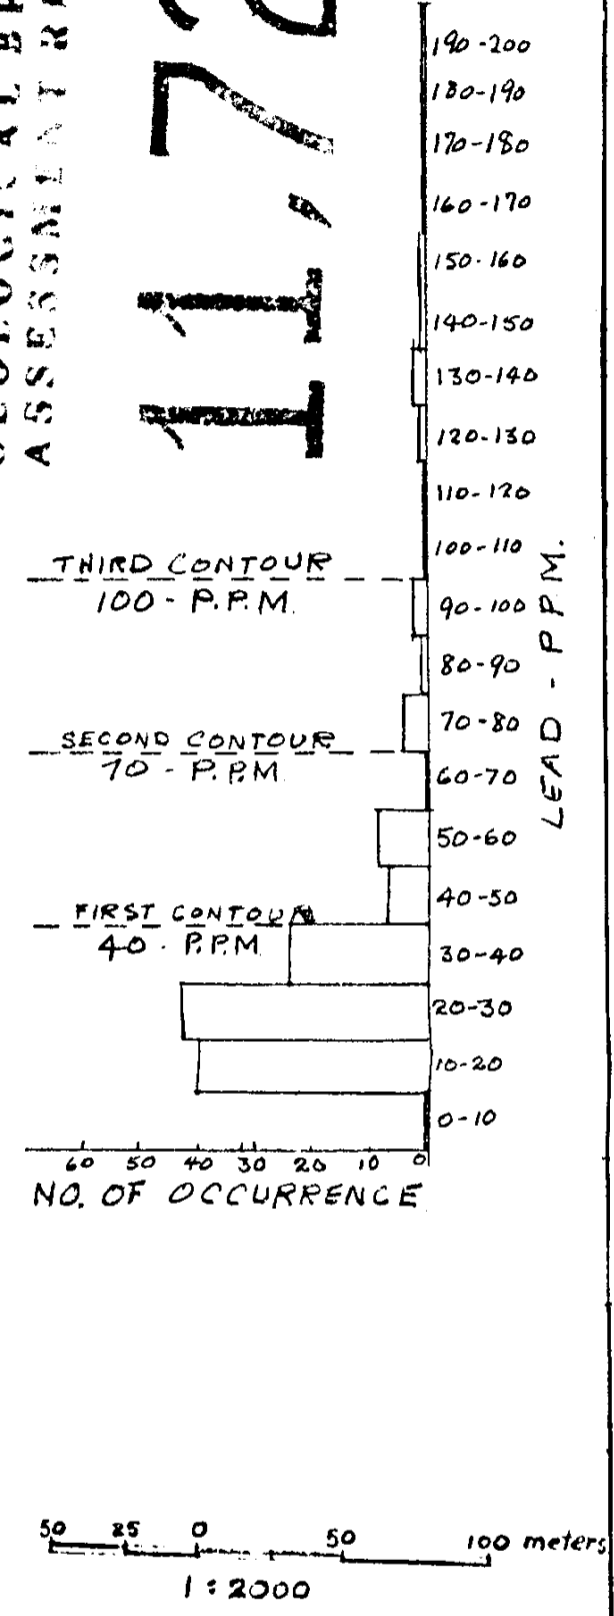 ASSESSMENT R
11,72
190-200
180-190
170-180
160-170
150-160
140-150
130-140
120-130
110-120
100-110
90-100
80-90
70-80
60-70
50-60
40-50
30-40
20-30
10-20
0-10
LEAD - P.P.M.
THIRD CONTOUR
100 - P.P.M.
SECOND CONTOUR
70 - P.P.M
FIRST CONTOUR
40 - P.P.M
60 50 40 30 20 10 0
NO. OF OCCURRENCE
50 25 0 50 100 meters
1:2000